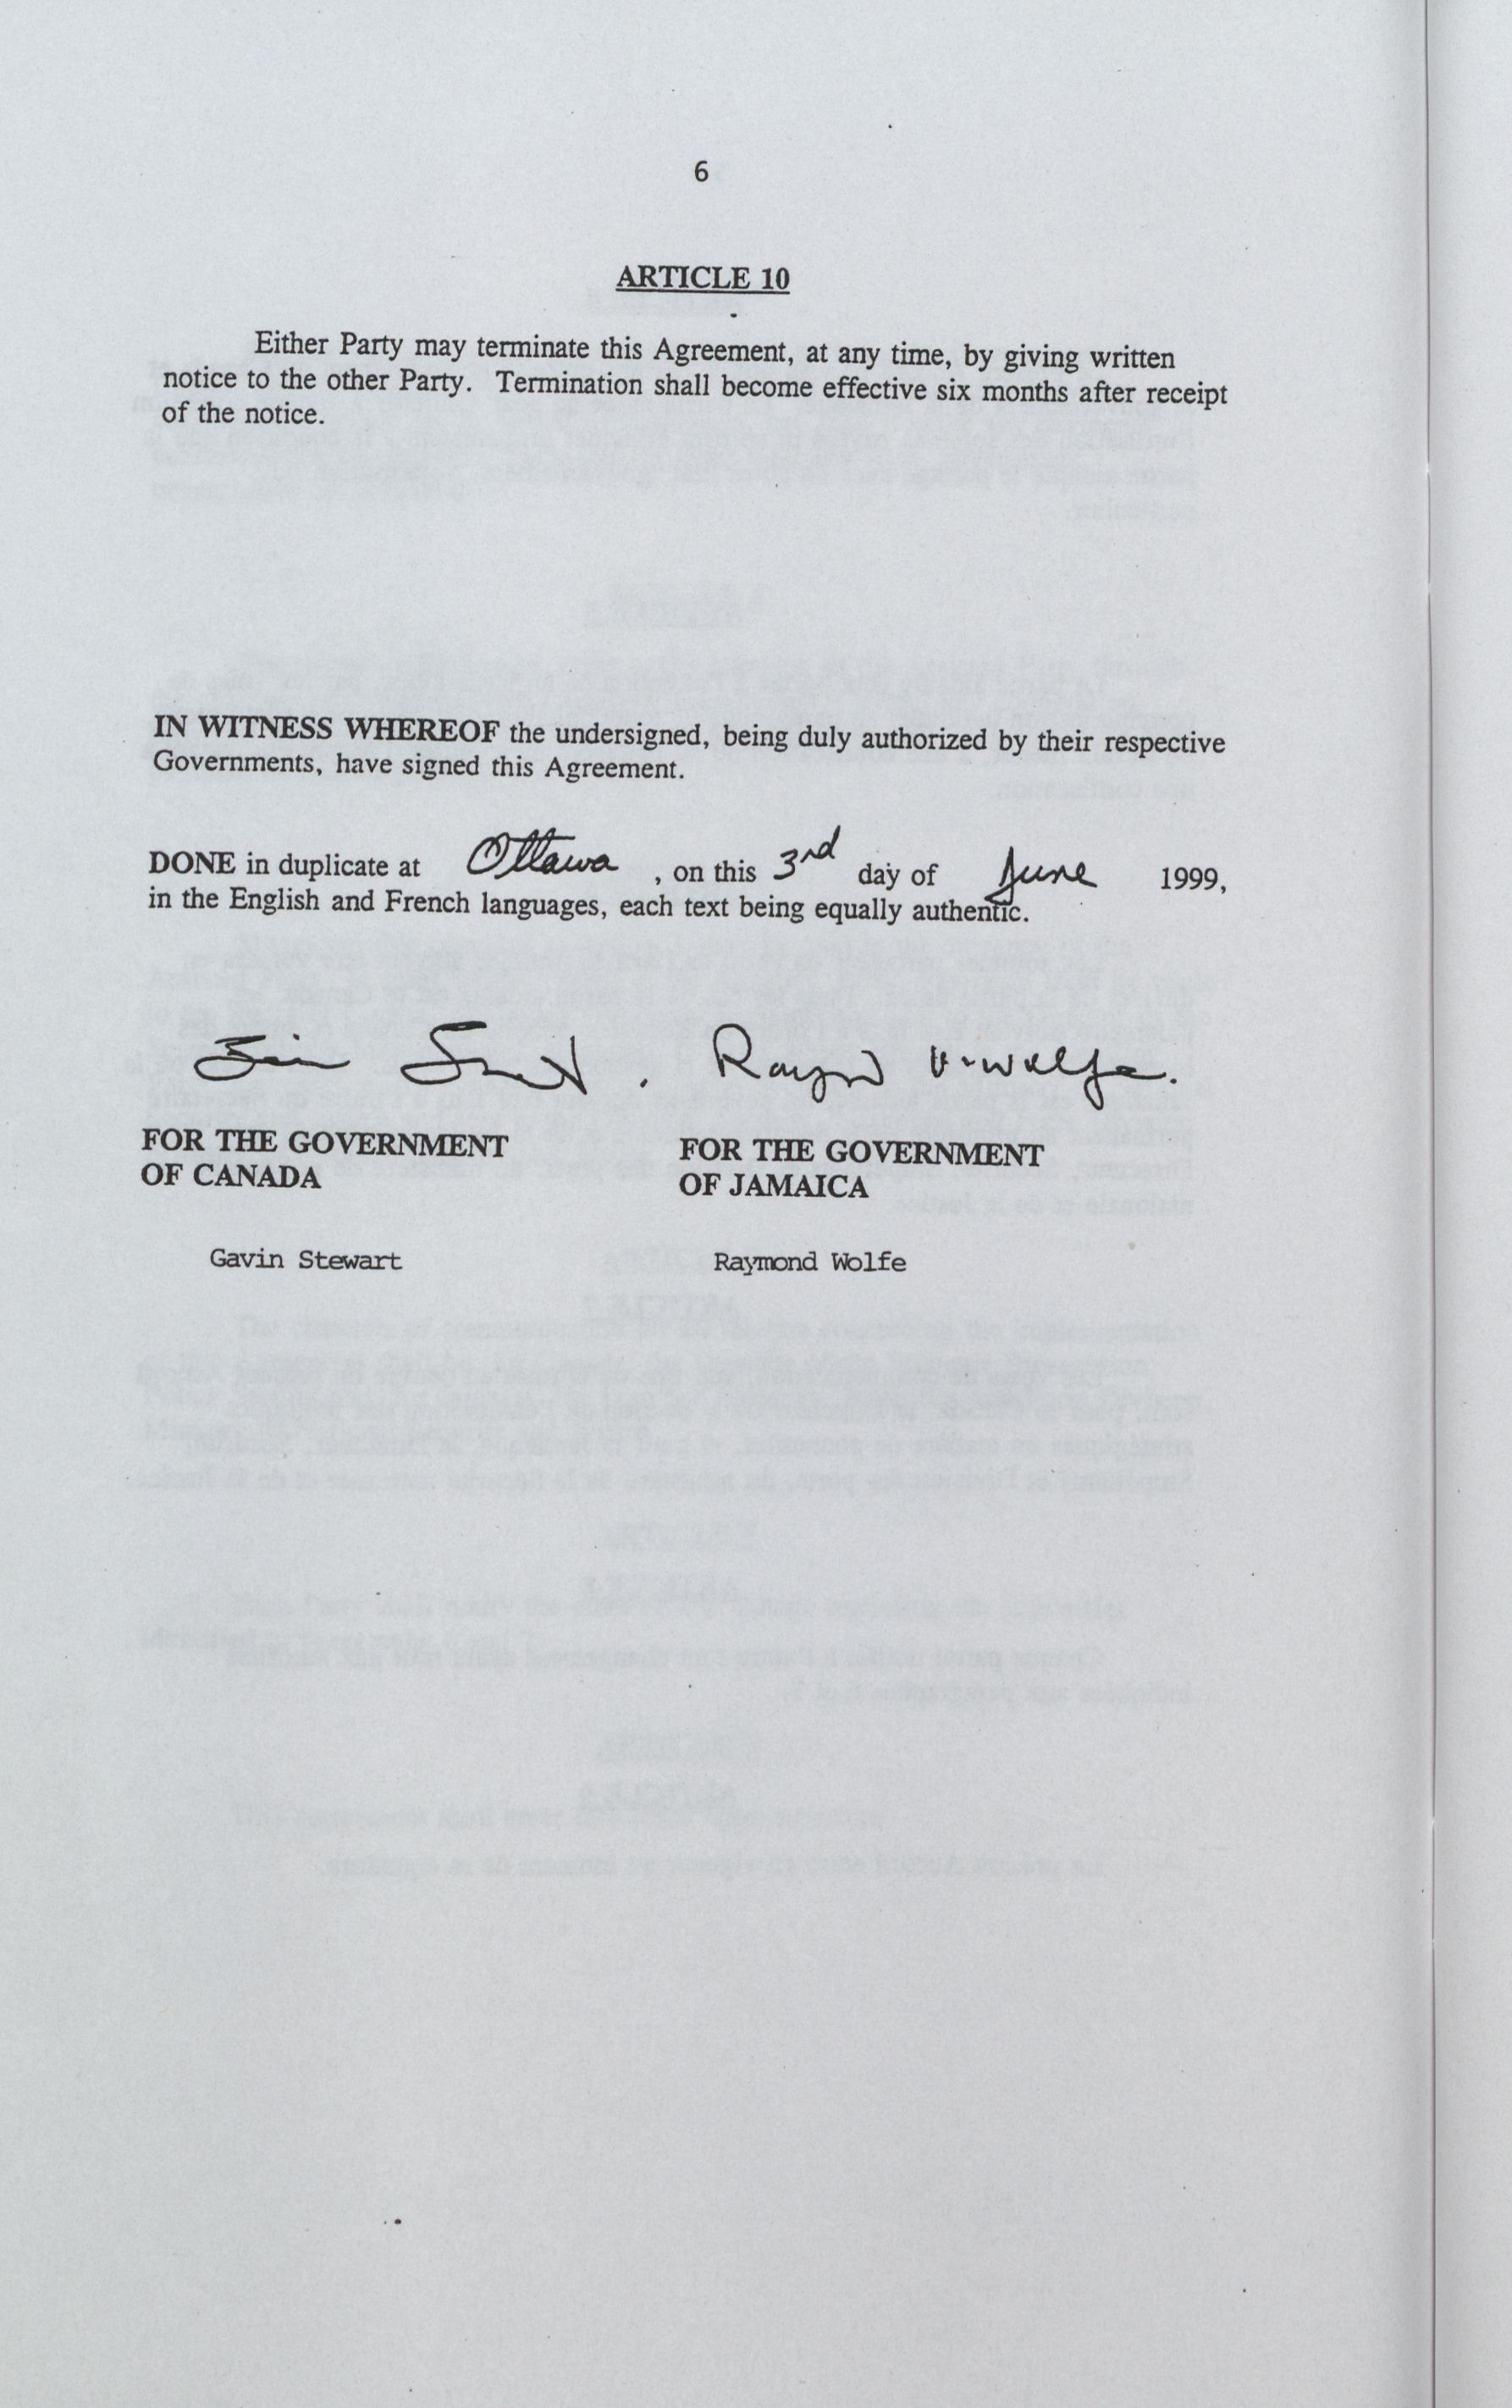 6
ARTICLE 10
Either Party may terminate this Agreement, at any time, by giving written
notice to the other Party. Termination shall become effective six months after receipt
of the notice.
IN WITNESS WHEREOF the undersigned, being duly authorized by their respective
Governments, have signed this Agreement.
DONE in duplicate at Ottawa, on this 3rd day of June 1999,
in the English and French languages, each text being equally authentic.
FOR THE GOVERNMENT
OF CANADA
Gavin Stewart
FOR THE GOVERNMENT
OF JAMAICA
Raymond Wolfe